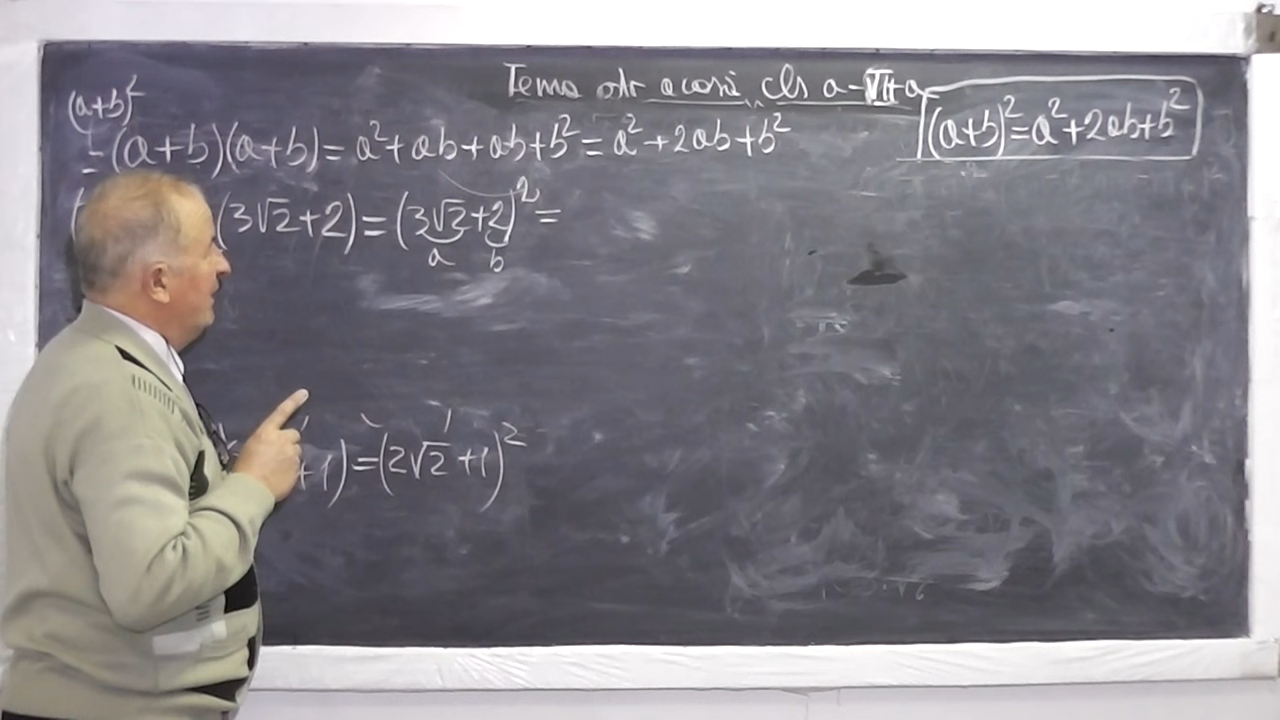 Tema ptr acasă cls a-VII-a
(a+b)²
=(a+b)(a+b)=a²+ab+ab+b²=a²+2ab+b²
(a+b)²=a²+2ab+b²
(3√2+2)=(3√2+2)²=
a b
+1)=(2√2+1)²